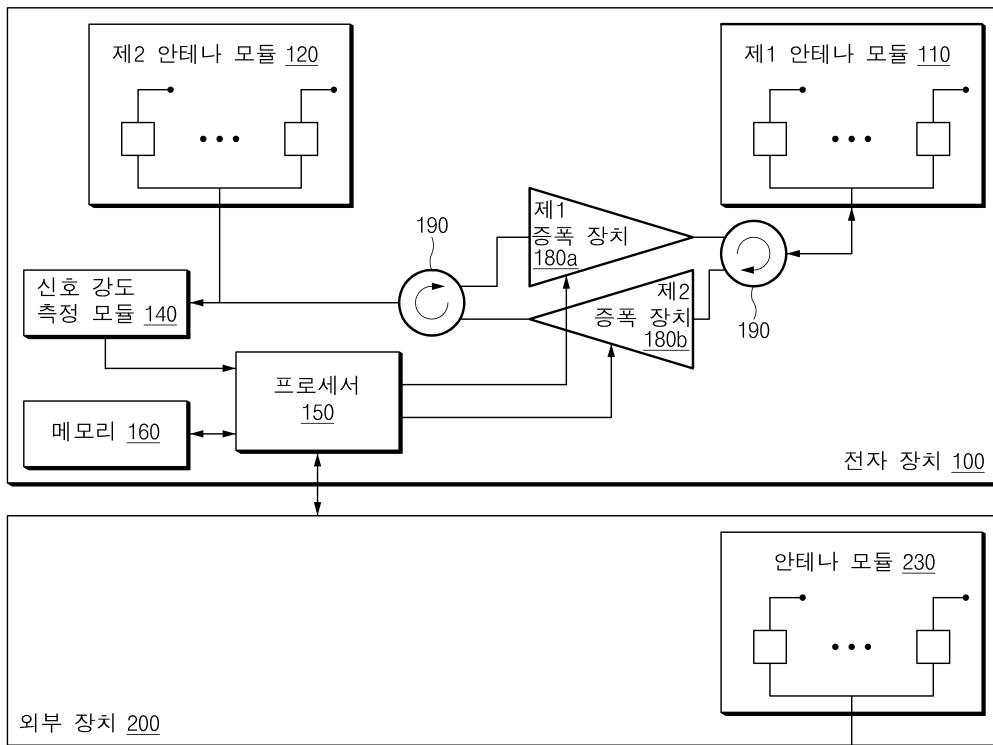 제2 안테나 모듈 120
제1 안테나 모듈 110
190
제1
증폭 장치
180a
제2
증폭 장치
180b
190
신호 강도
측정 모듈 140
프로세서
150
메모리 160
전자 장치 100
안테나 모듈 230
외부 장치 200